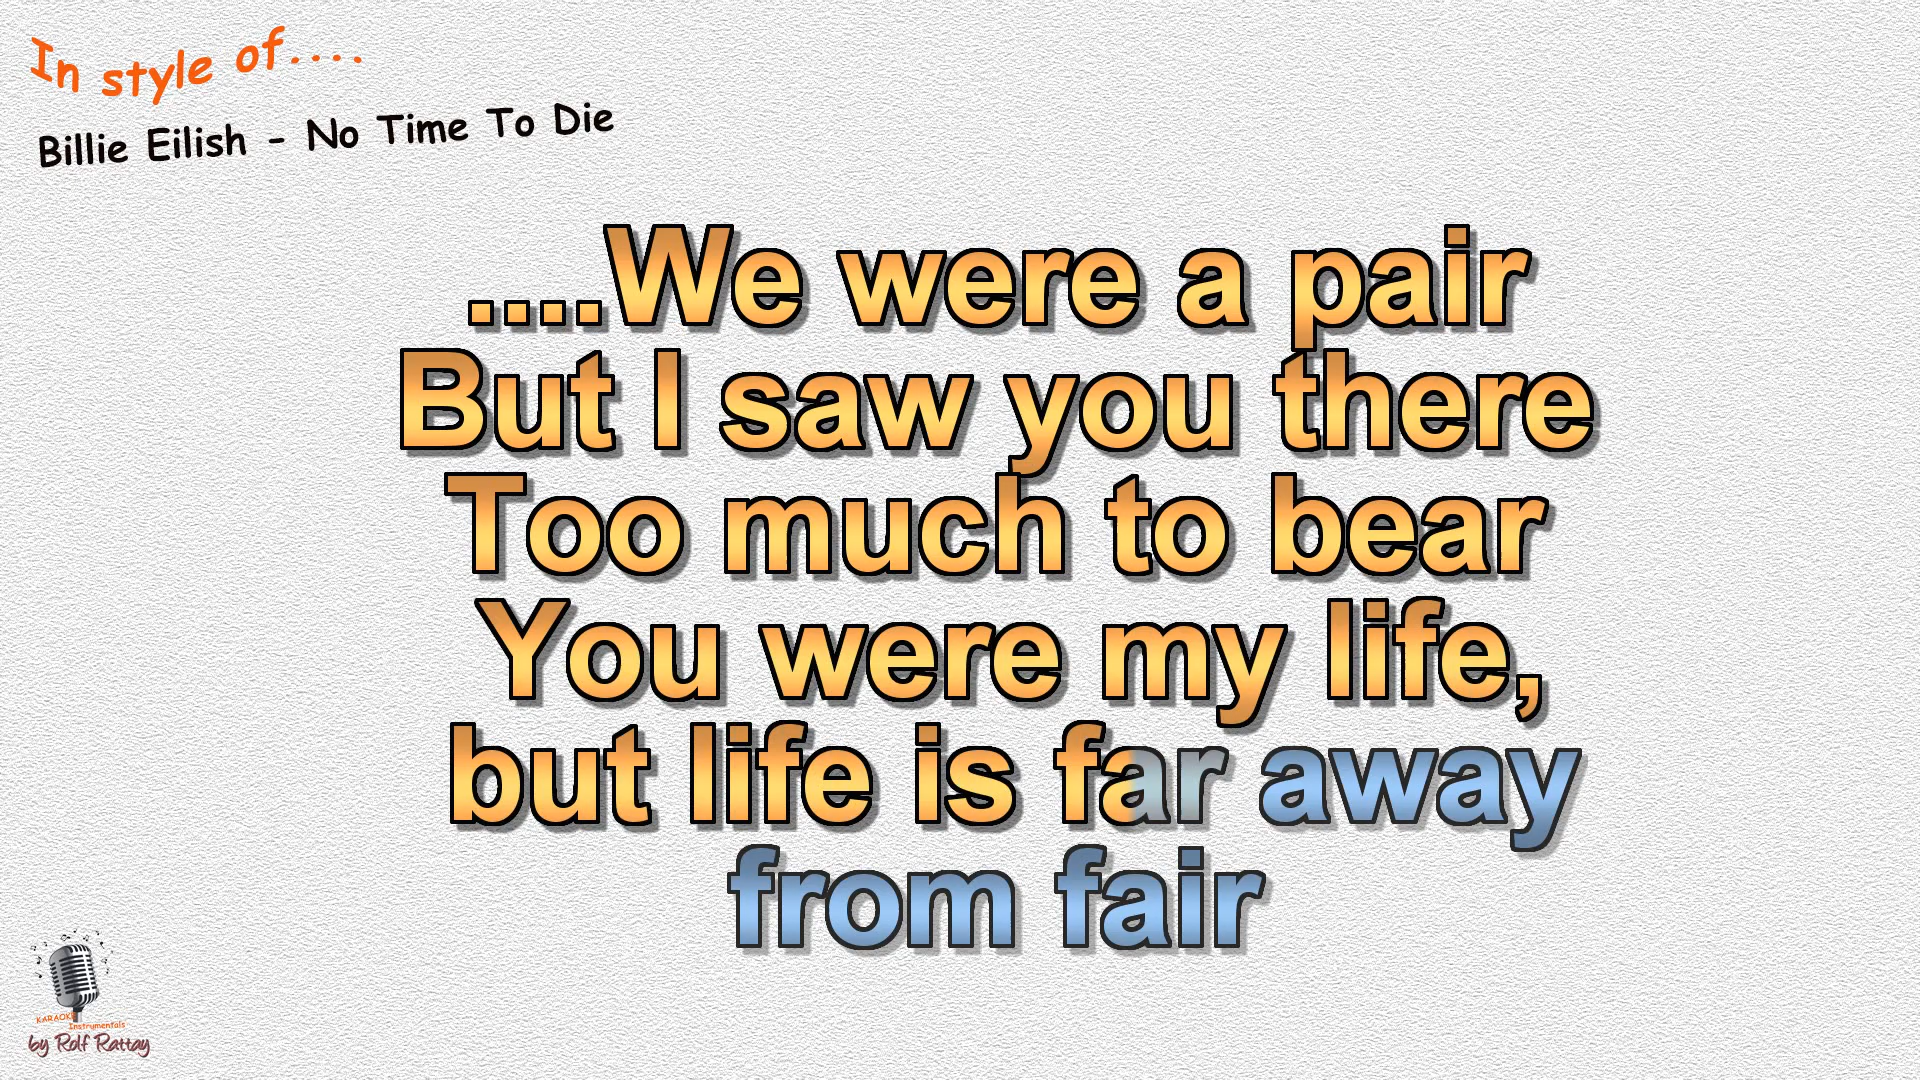 In style of....
Billie Eilish - No Time To Die
....We were a pair
But I saw you there
Too much to bear
You were my life,
but life is far away
from fair
KARAOKE
Instrumentals
by Rolf Rattay